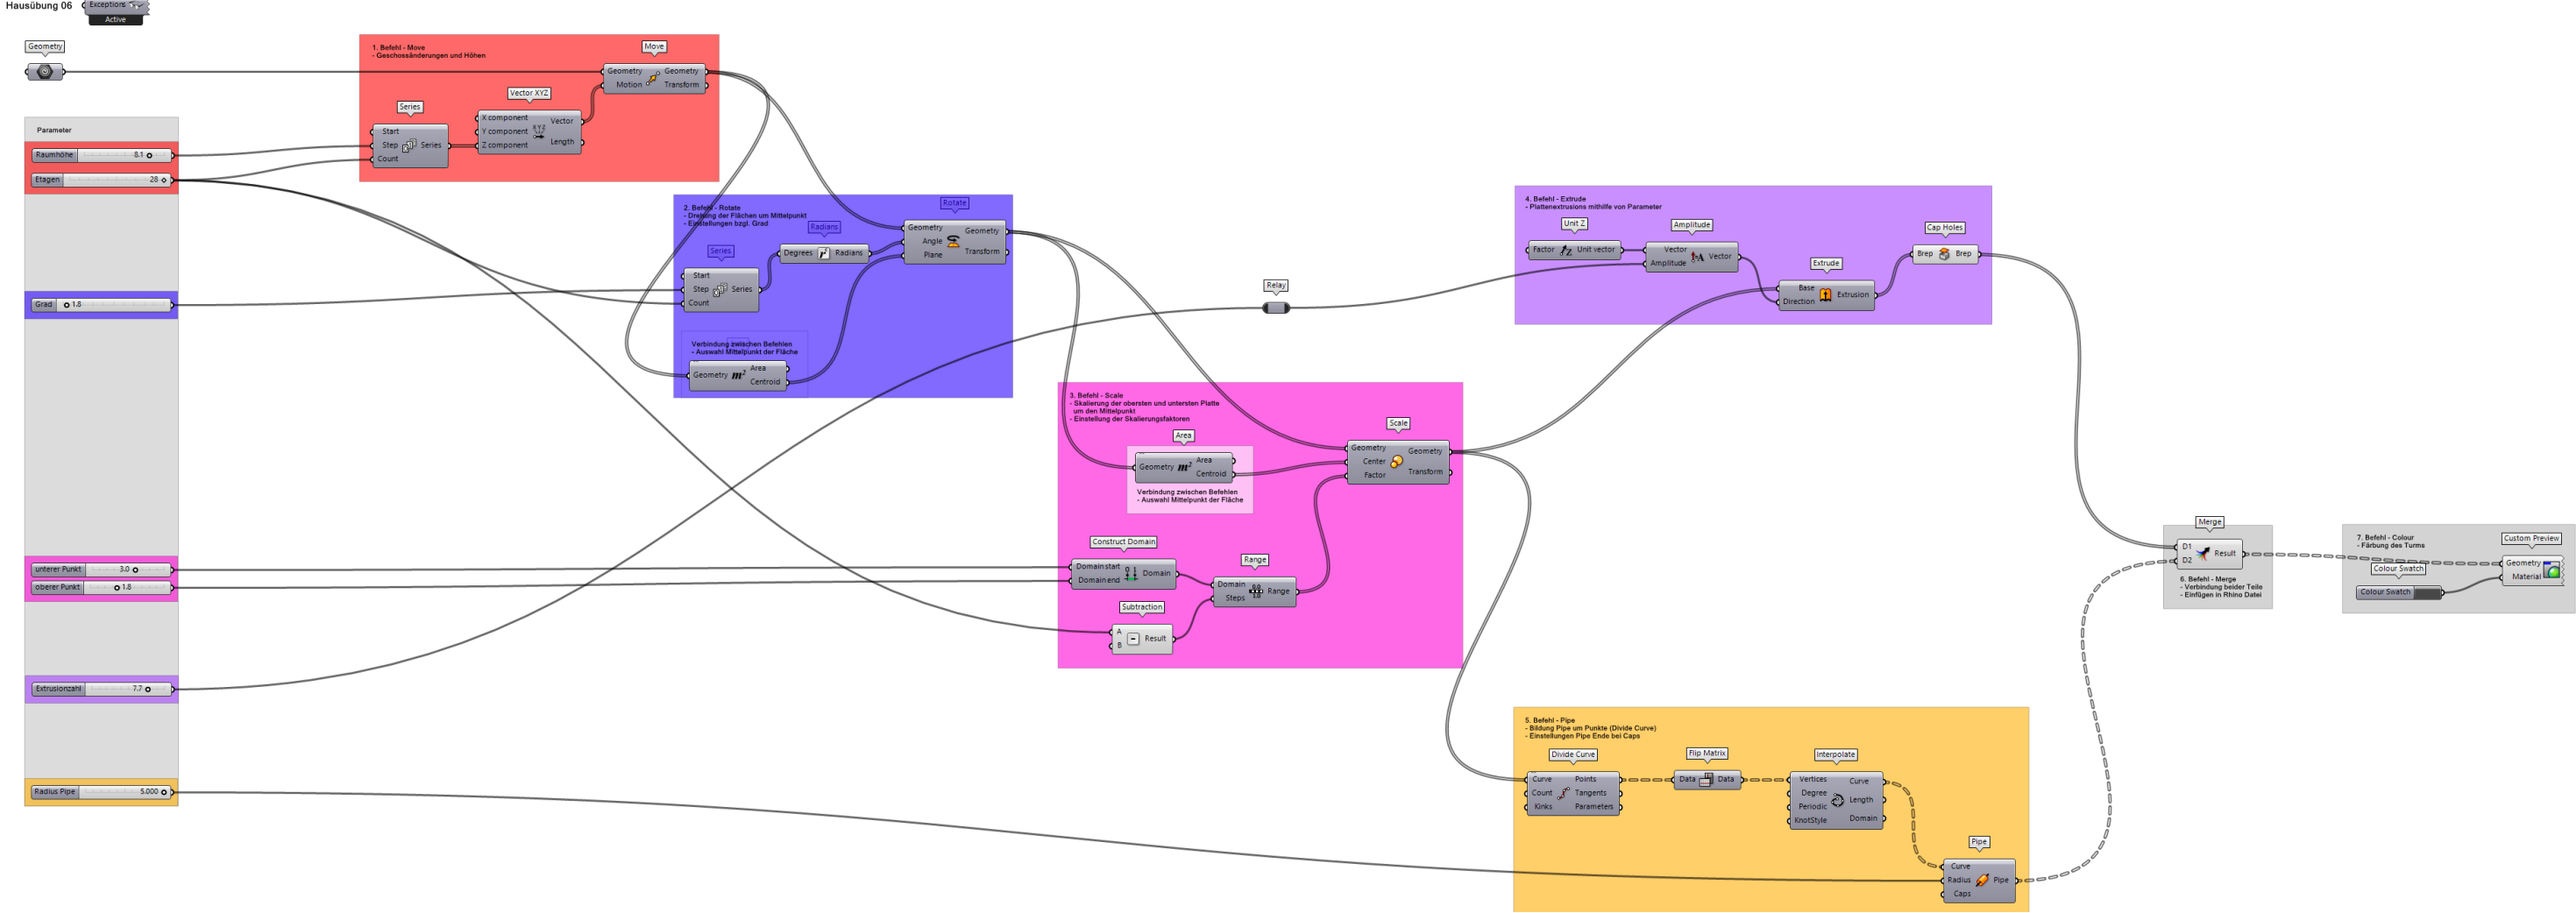 Hausübung 06
Exceptions
Active
Geometry
Parameter
Raumhöhe 8.1
Etagen 28
Grad 1.8
unterer Punkt 3.0
oberer Punkt 1.8
Extrusionzahl 7.7
Radius Pipe 5.000
1. Befehl - Move
- Geschossänderungen und Höhen
Move
Geometry Geometry
Motion Transform
Vector XYZ
X component Vector
Y component
Z component Length
Series
Start
Step Series
Count
2. Befehl - Rotate
- Drehung der Flächen um Mittelpunkt
- Einstellungen bzgl. Grad
Rotate
Geometry Geometry
Angle
Plane Transform
Radians
Degrees Radians
Series
Start
Step Series
Count
Verbindung zwischen Befehlen
- Auswahl Mittelpunkt der Fläche
Geometry m² Area
Centroid
3. Befehl - Scale
- Skalierung der obersten und untersten Platte
um den Mittelpunkt
- Einstellung der Skalierungsfaktoren
Area
Geometry m² Area
Centroid
Verbindung zwischen Befehlen
- Auswahl Mittelpunkt der Fläche
Scale
Geometry Geometry
Center
Factor Transform
Construct Domain
Domain start Domain
Domain end
Range
Domain Range
Steps
Subtraction
A Result
B
Relay
4. Befehl - Extrude
- Plattenextrusions mithilfe von Parameter
Unit Z
Factor Unit vector
Amplitude
Vector Vector
Amplitude
Extrude
Base Extrusion
Direction
Cap Holes
Brep Brep
5. Befehl - Pipe
- Bildung Pipe um Punkte (Divide Curve)
- Einstellungen Pipe Ende bei Caps
Divide Curve
Curve Points
Count Tangents
Kinks Parameters
Flip Matrix
Data Data
Interpolate
Vertices Curve
Degree Length
Periodic
KnotStyle Domain
Pipe
Curve
Radius Pipe
Caps
Merge
D1 Result
D2
6. Befehl - Merge
- Verbindung beider Teile
- Einfügen in Rhino Datei
7. Befehl - Colour
- Färbung des Turms
Custom Preview
Geometry
Material
Colour Swatch
Colour Swatch